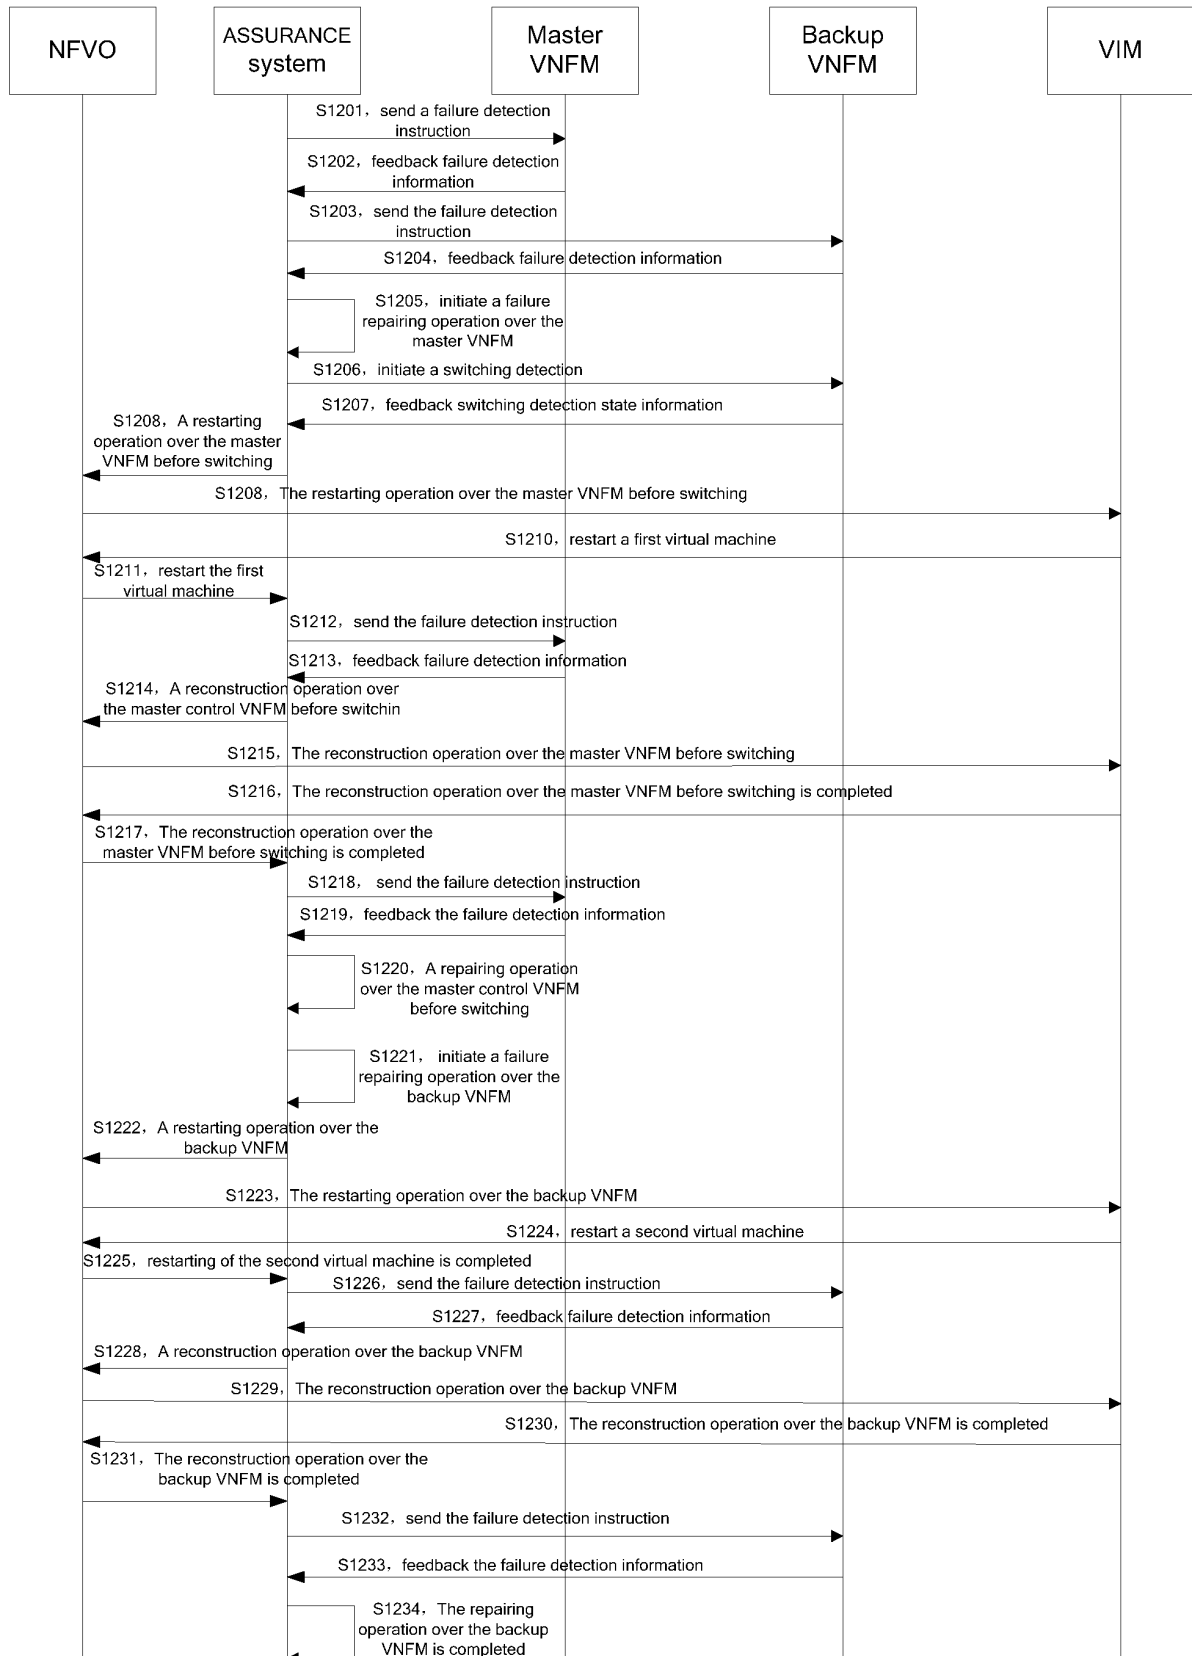 NFVO
ASSURANCE
system
Master
VNFM
Backup
VNFM
VIM
S1201，send a failure detection
instruction
S1202，feedback failure detection
information
S1203，send the failure detection
instruction
S1204，feedback failure detection information
S1205，initiate a failure
repairing operation over the
master VNFM
S1206，initiate a switching detection
S1207，feedback switching detection state information
S1208，A restarting
operation over the master
VNFM before switching
S1208，The restarting operation over the master VNFM before switching
S1210，restart a first virtual machine
S1211，restart the first
virtual machine
S1212，send the failure detection instruction
S1213，feedback failure detection information
S1214，A reconstruction operation over
the master control VNFM before switchin
S1215，The reconstruction operation over the master VNFM before switching
S1216，The reconstruction operation over the master VNFM before switching is completed
S1217，The reconstruction operation over the
master VNFM before switching is completed
S1218， send the failure detection instruction
S1219，feedback the failure detection information
S1220，A repairing operation
over the master control VNFM
before switching
S1221， initiate a failure
repairing operation over the
backup VNFM
S1222，A restarting operation over the
backup VNFM
S1223，The restarting operation over the backup VNFM
S1224，restart a second virtual machine
S1225，restarting of the second virtual machine is completed
S1226，send the failure detection instruction
S1227，feedback failure detection information
S1228，A reconstruction operation over the backup VNFM
S1229，The reconstruction operation over the backup VNFM
S1230，The reconstruction operation over the backup VNFM is completed
S1231，The reconstruction operation over the
backup VNFM is completed
S1232，send the failure detection instruction
S1233，feedback the failure detection information
S1234，The repairing
operation over the backup
VNFM is completed